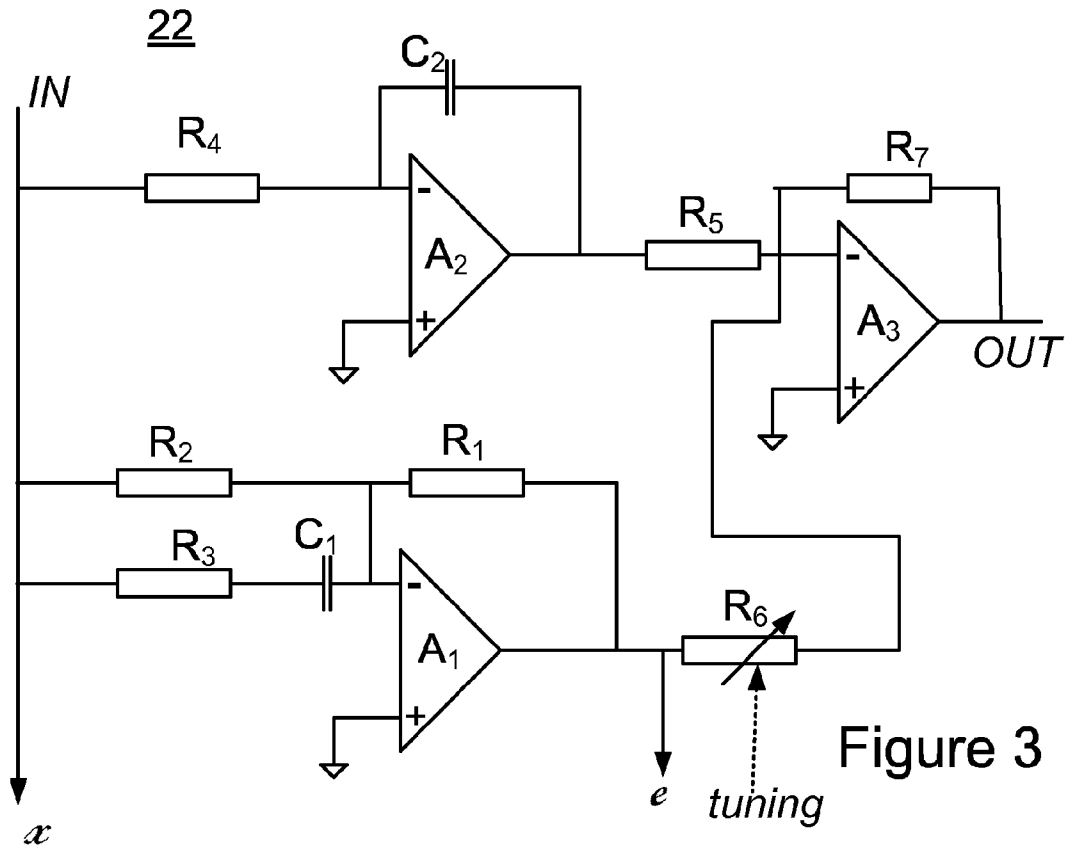 22
IN
C2
R4
R7
-
A2
R5
-
+
A3
OUT
+
R2
R1
R3
C1
-
A1
R6
+
Figure 3
e
tuning
x